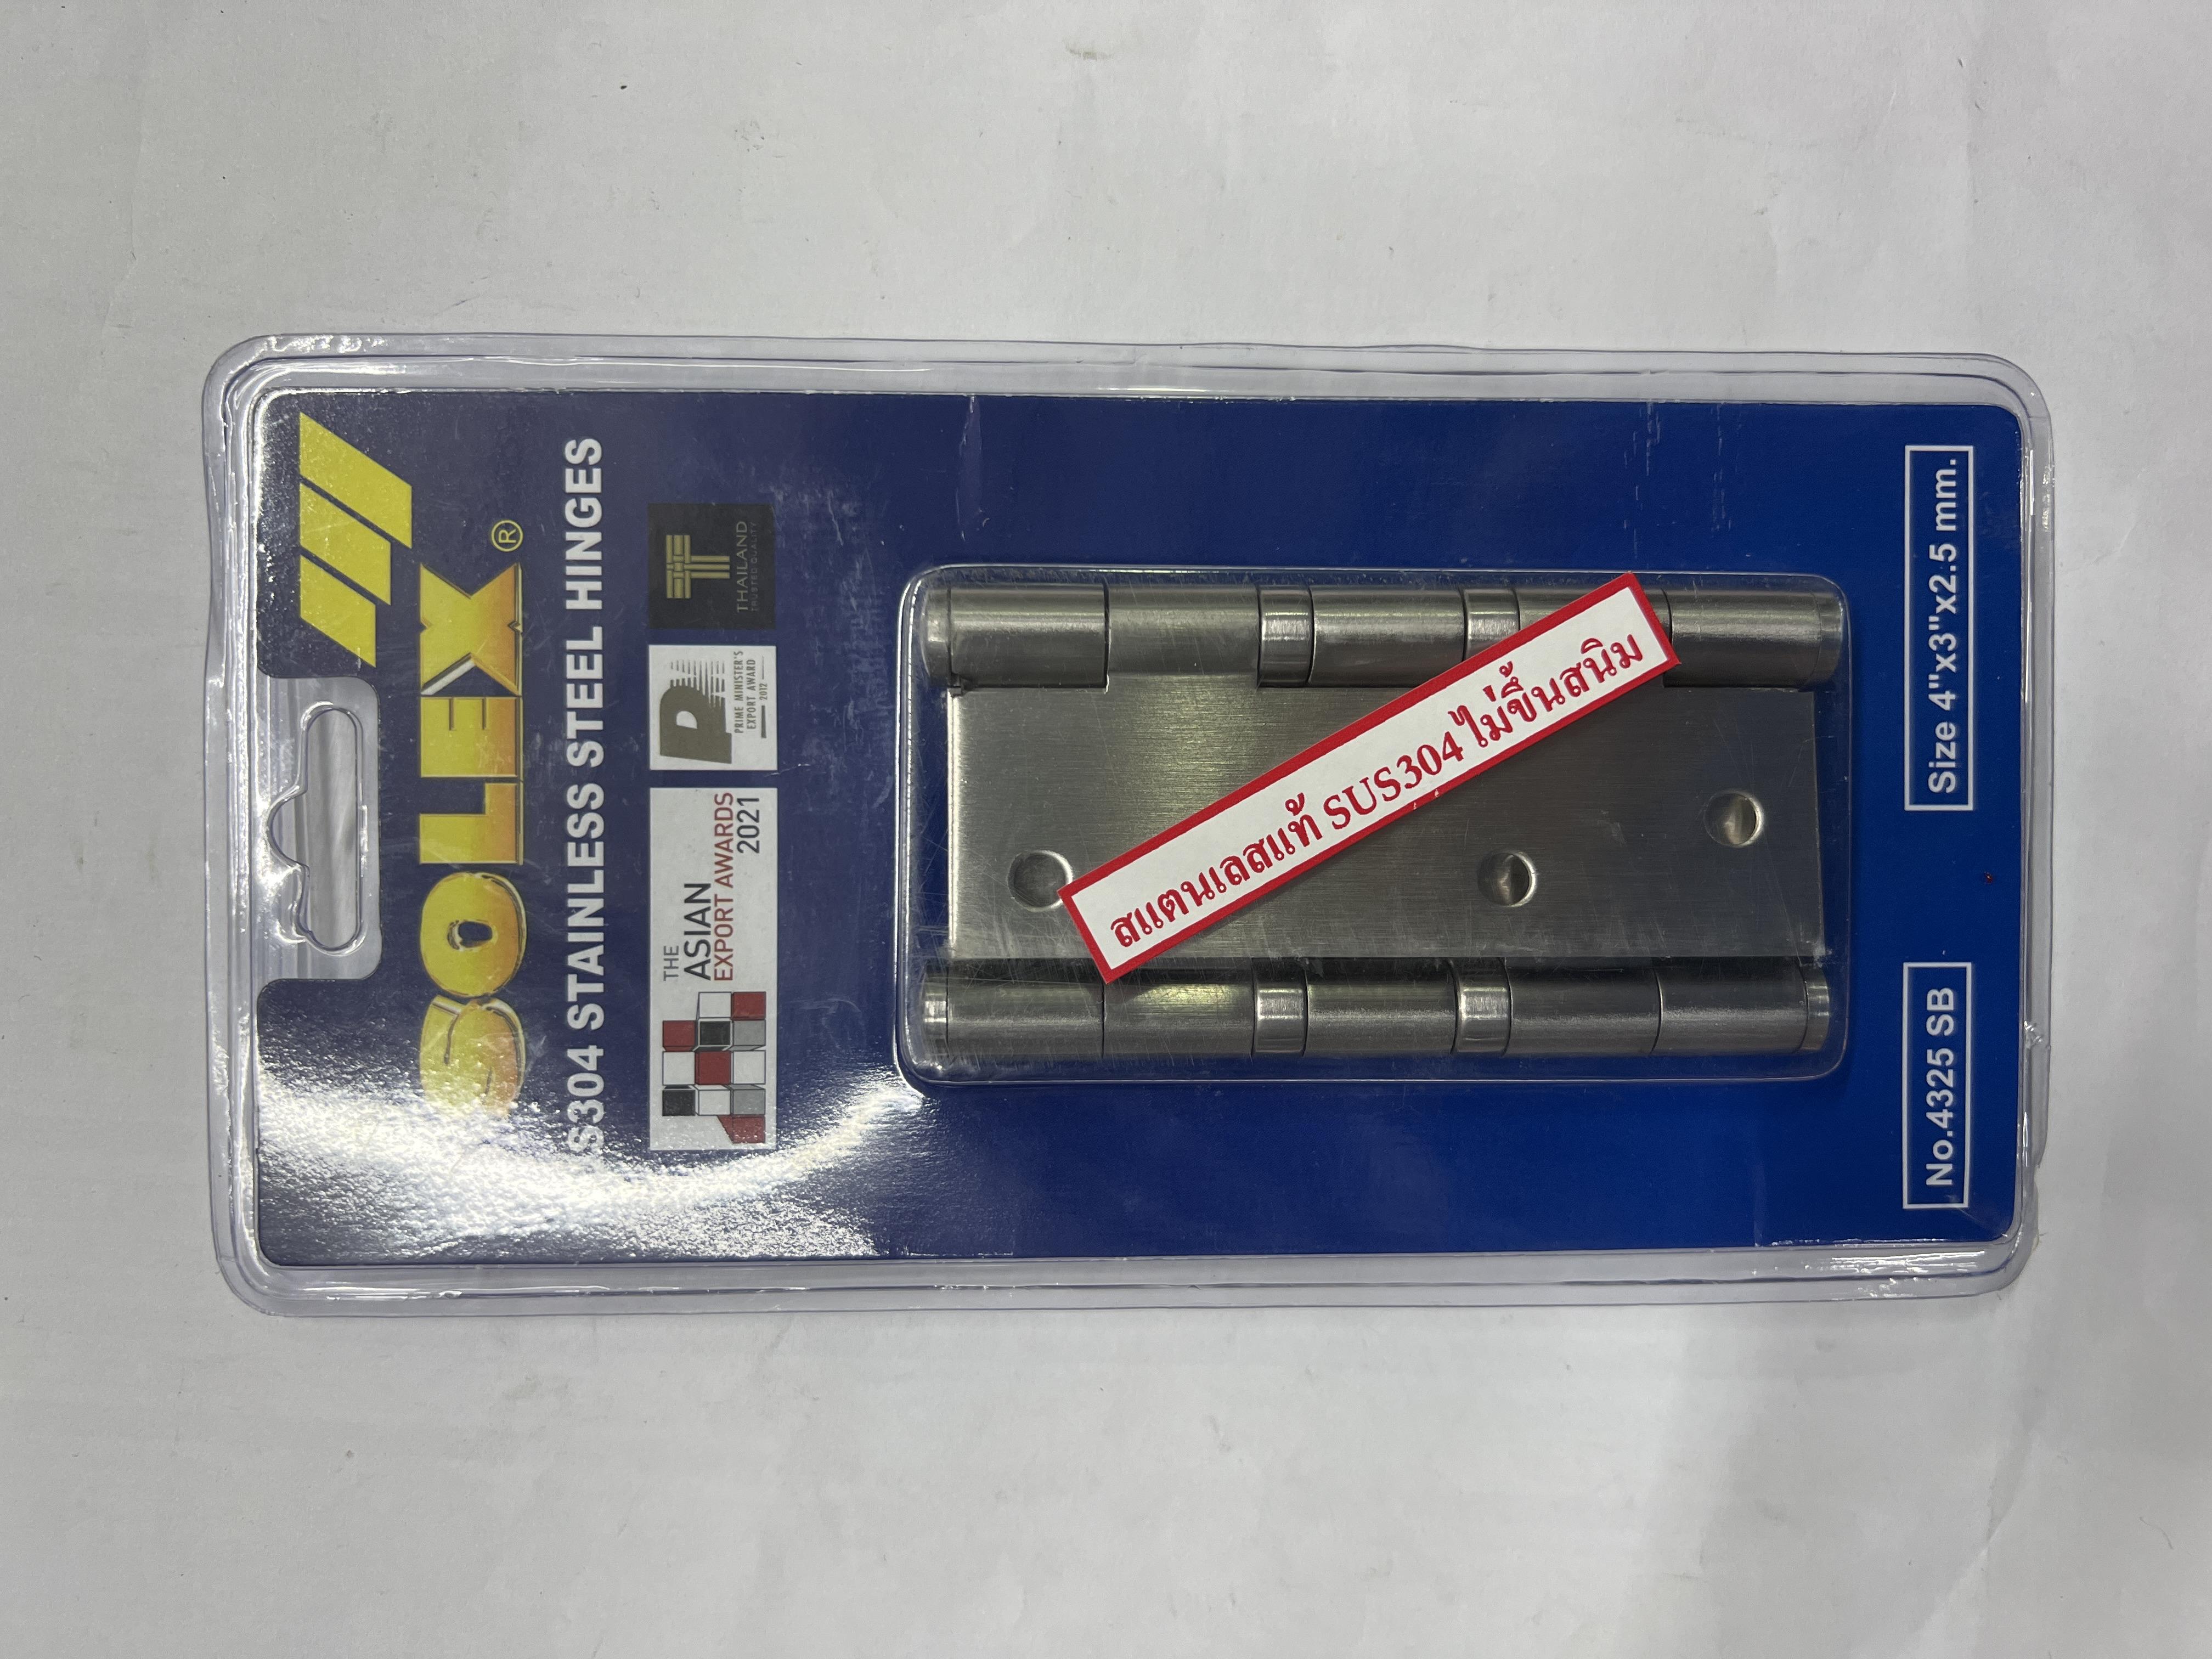 SOLEX®
S304 STAINLESS STEEL HINGES
THE
ASIAN
EXPORT AWARDS
2021
PRIME MINISTER'S
EXPORT AWARD
2012
THAILAND
TRUSTED QUALITY
สแตนเลสแท้ SUS304 ไม่ขึ้นสนิม
No.4325 SB
Size 4"x3"x2.5 mm.